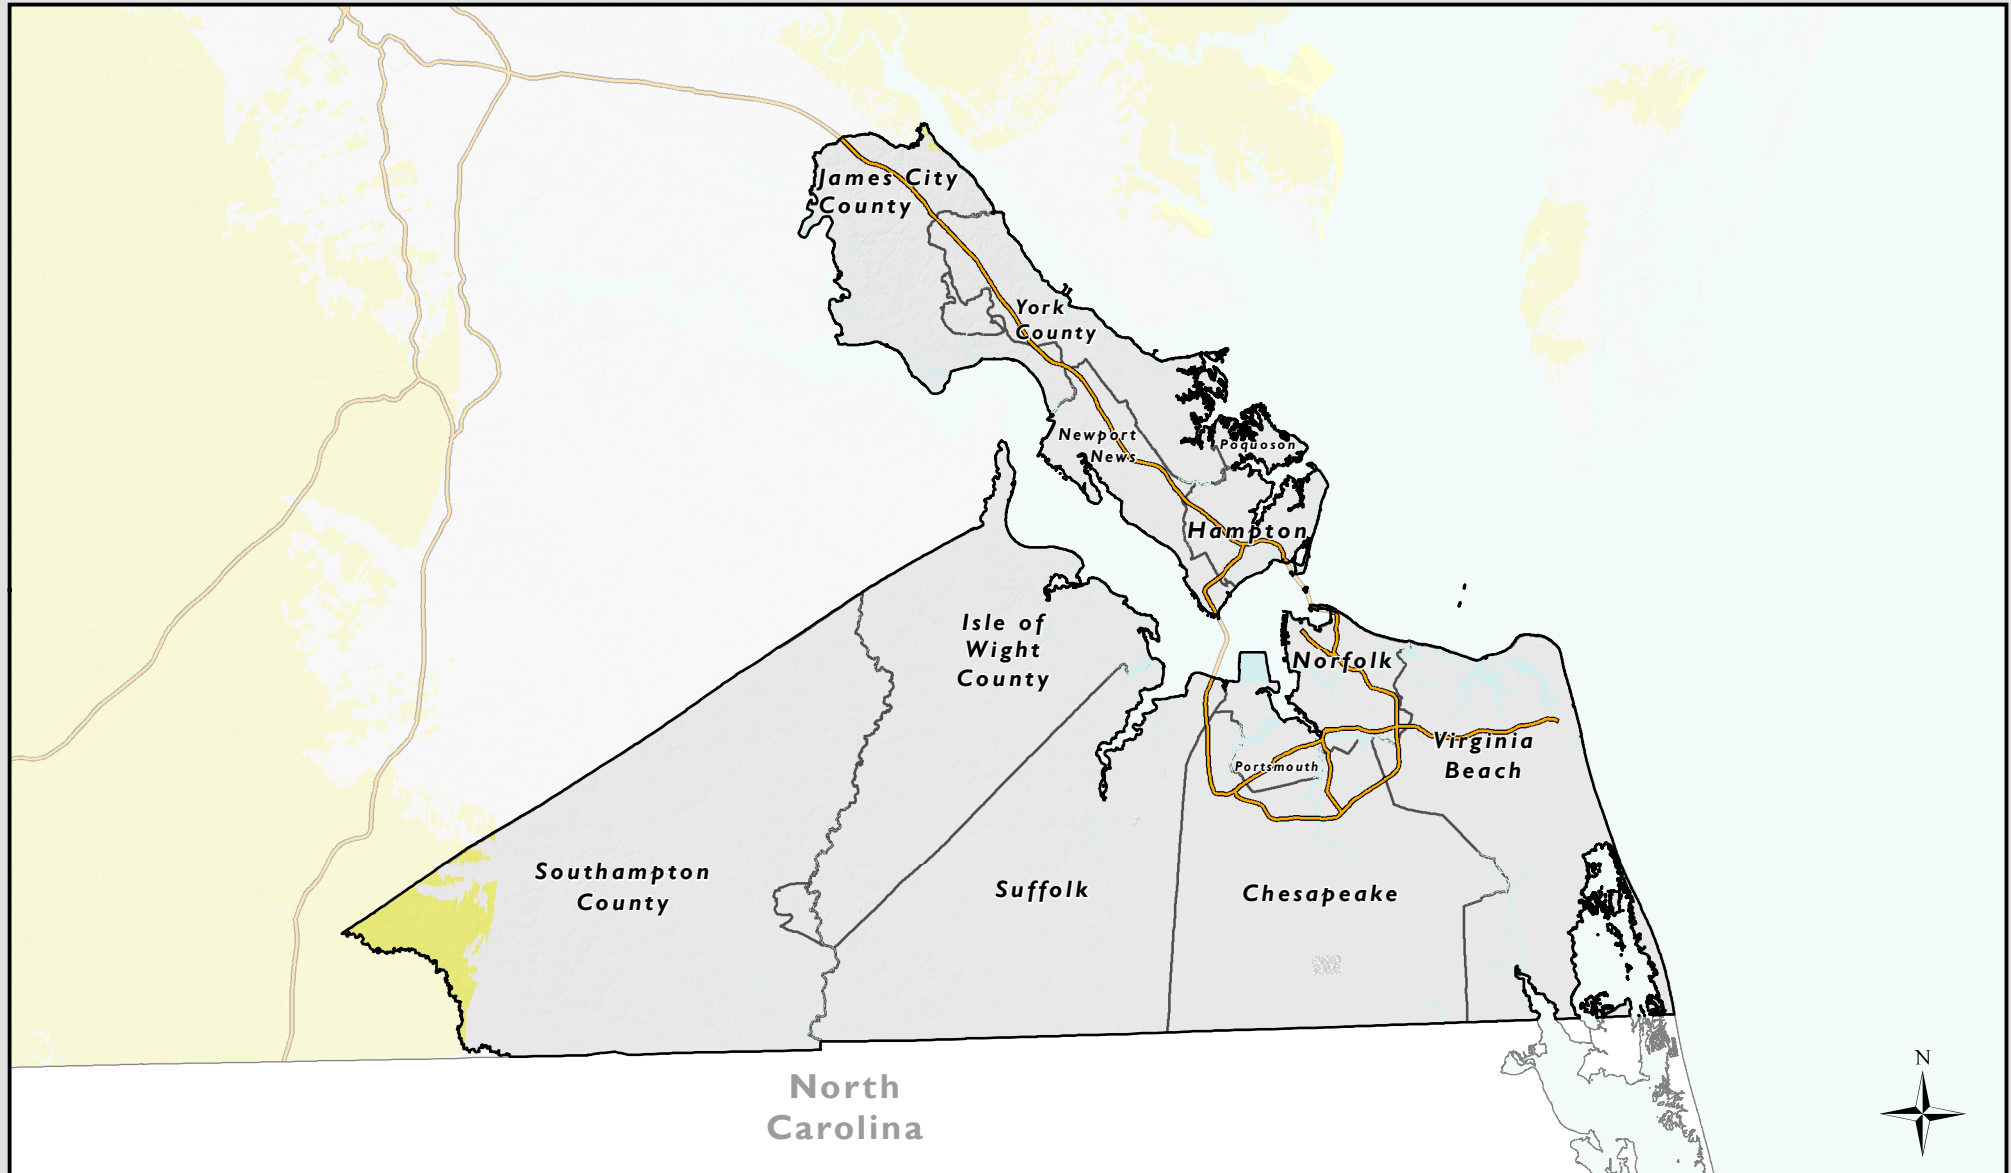 James City
County
York
County
Newport
News
Poquoson
Hampton
Isle of
Wight
County
Norfolk
Virginia
Beach
Portsmouth
Southampton
County
Suffolk
Chesapeake
North
Carolina
N